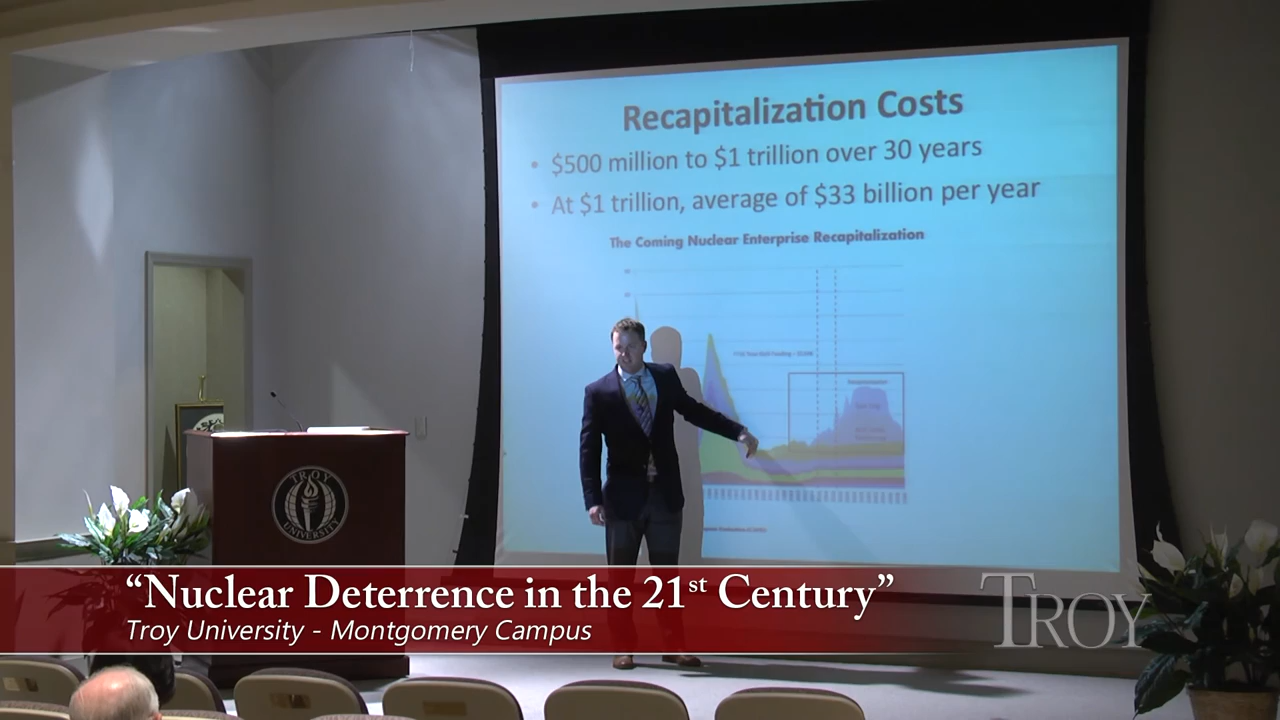 Recapitalization Costs
• $500 million to $1 trillion over 30 years
• At $1 trillion, average of $33 billion per year
The Coming Nuclear Enterprise Recapitalization
TROY
UNIVERSITY
“Nuclear Deterrence in the 21st Century”
Troy University - Montgomery Campus
TROY